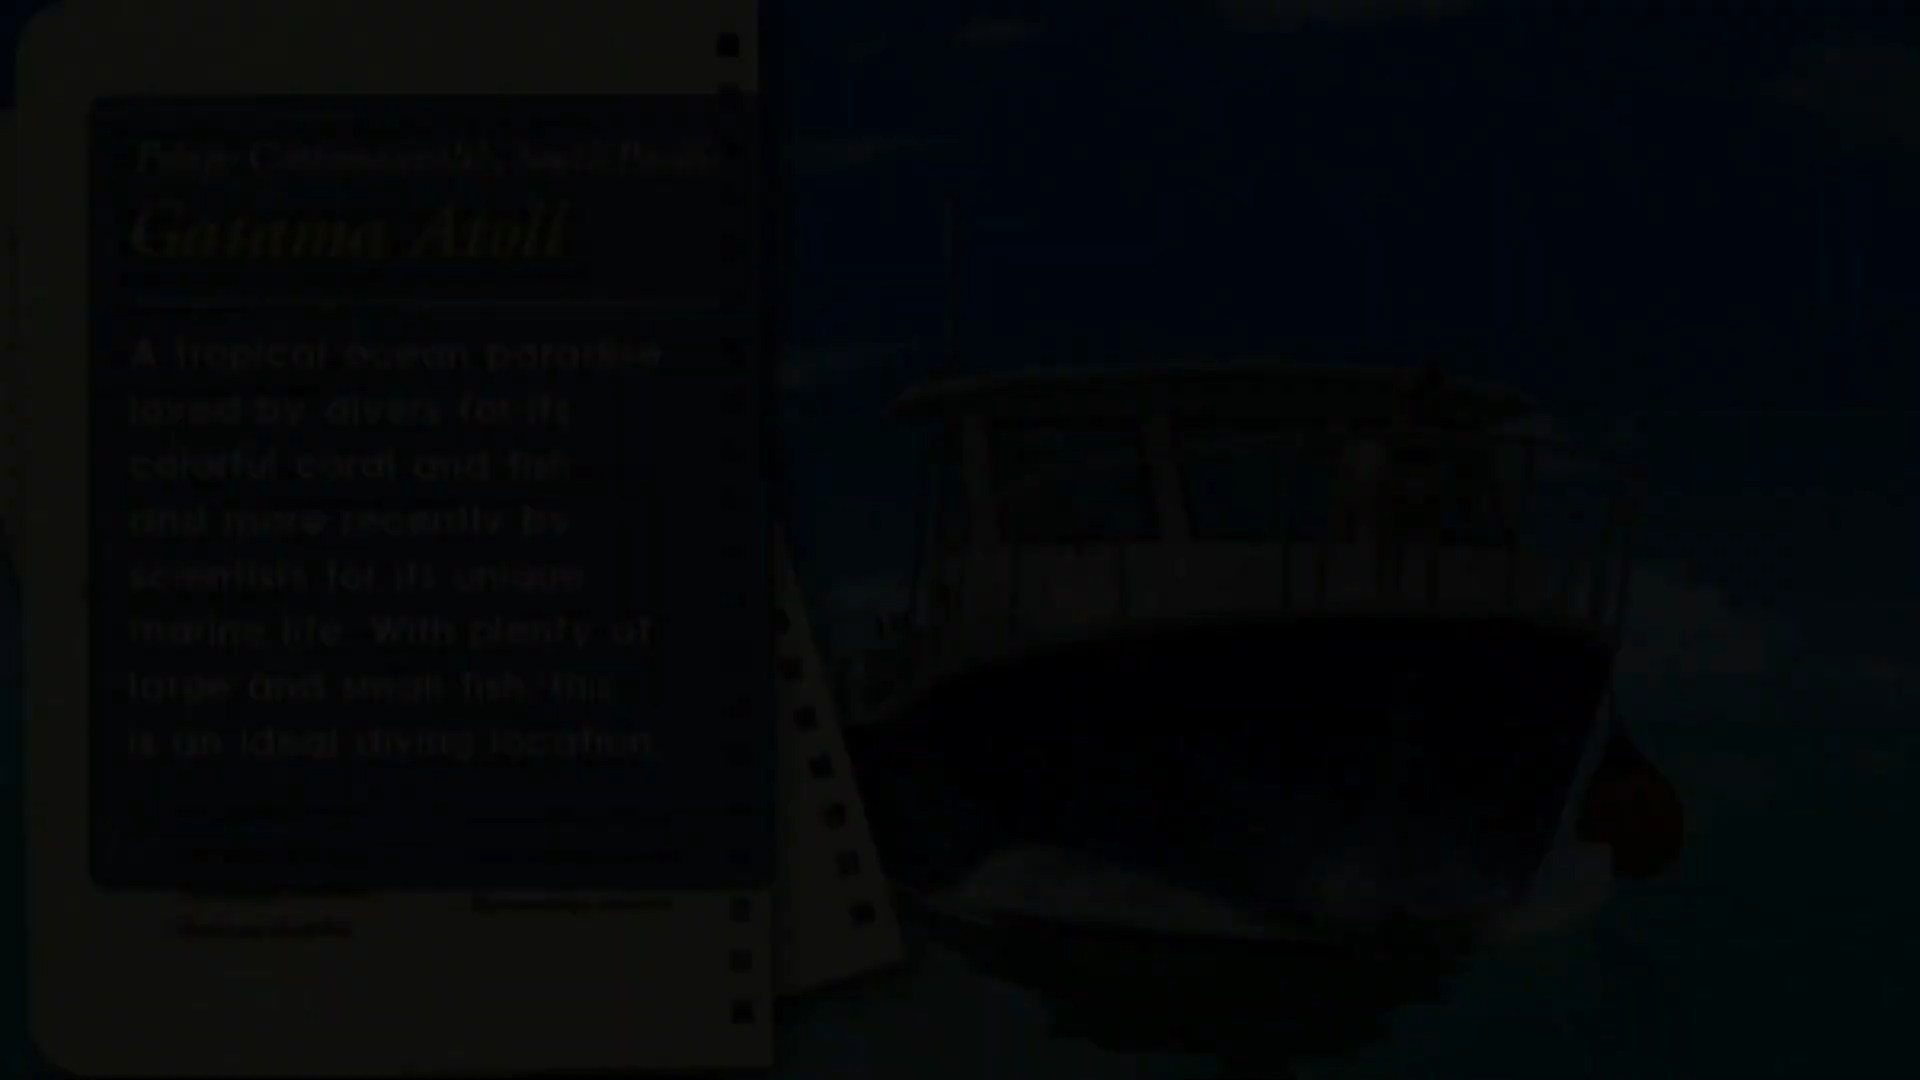 Gatama Atoll
A tropical ocean paradise
loved by divers for its
colorful coral and fish
and more recently by
scientists for its unique
marine life. With plenty of
large and small fish, this
is an ideal diving location.